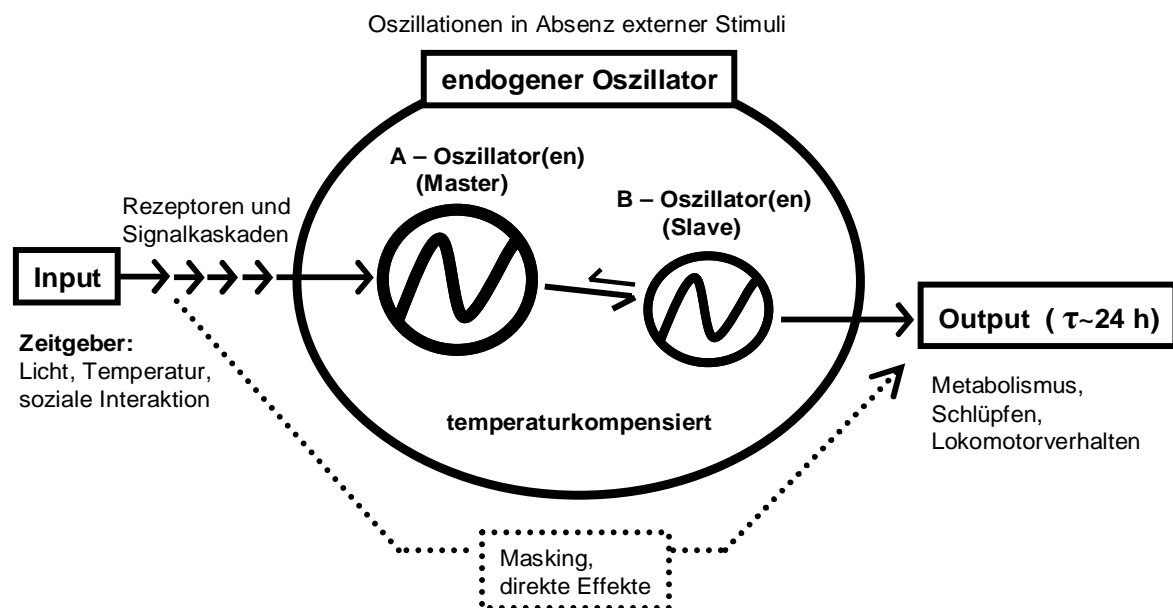 Oszillationen in Absenz externer Stimuli
endogener Oszillator
A – Oszillator(en)
(Master)
B – Oszillator(en)
(Slave)
Rezeptoren und
Signalkaskaden
Input
Output ( τ~24 h)
Zeitgeber:
Licht, Temperatur,
soziale Interaktion
Metabolismus,
Schlüpfen,
Lokomotorverhalten
temperaturkompensiert
Masking,
direkte Effekte